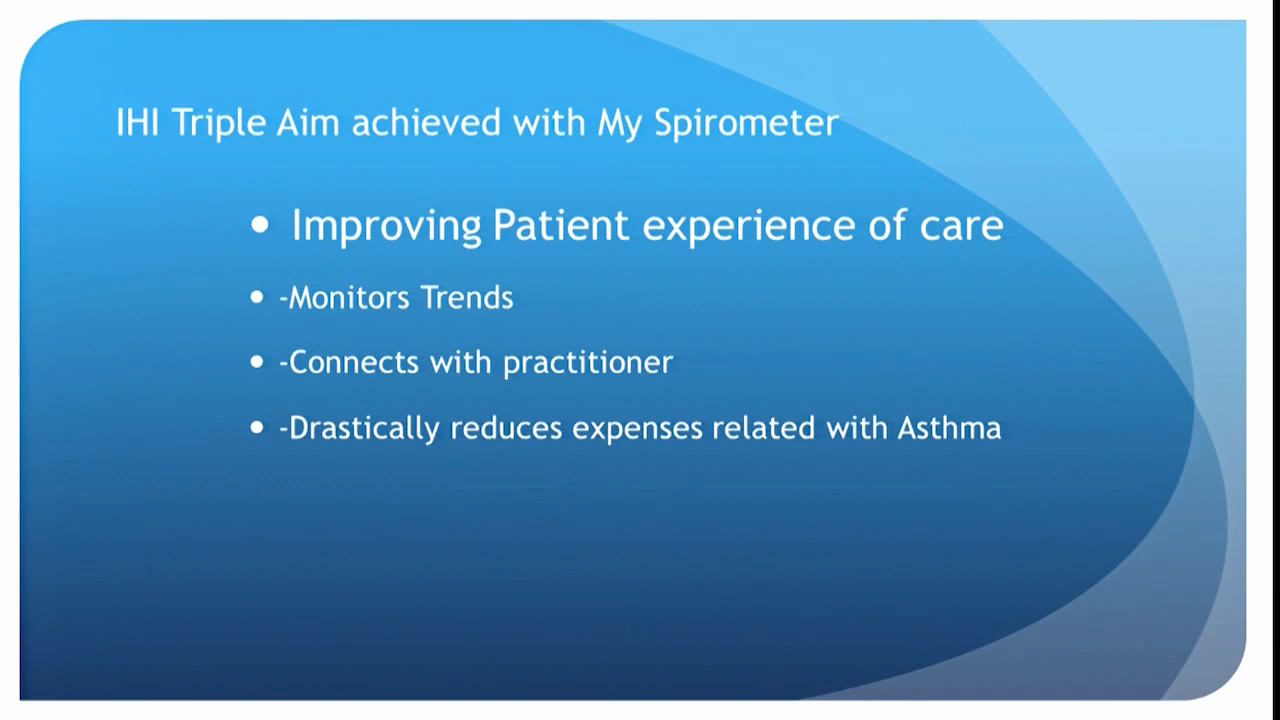 IHI Triple Aim achieved with My Spirometer
• Improving Patient experience of care
• -Monitors Trends
• -Connects with practitioner
• -Drastically reduces expenses related with Asthma